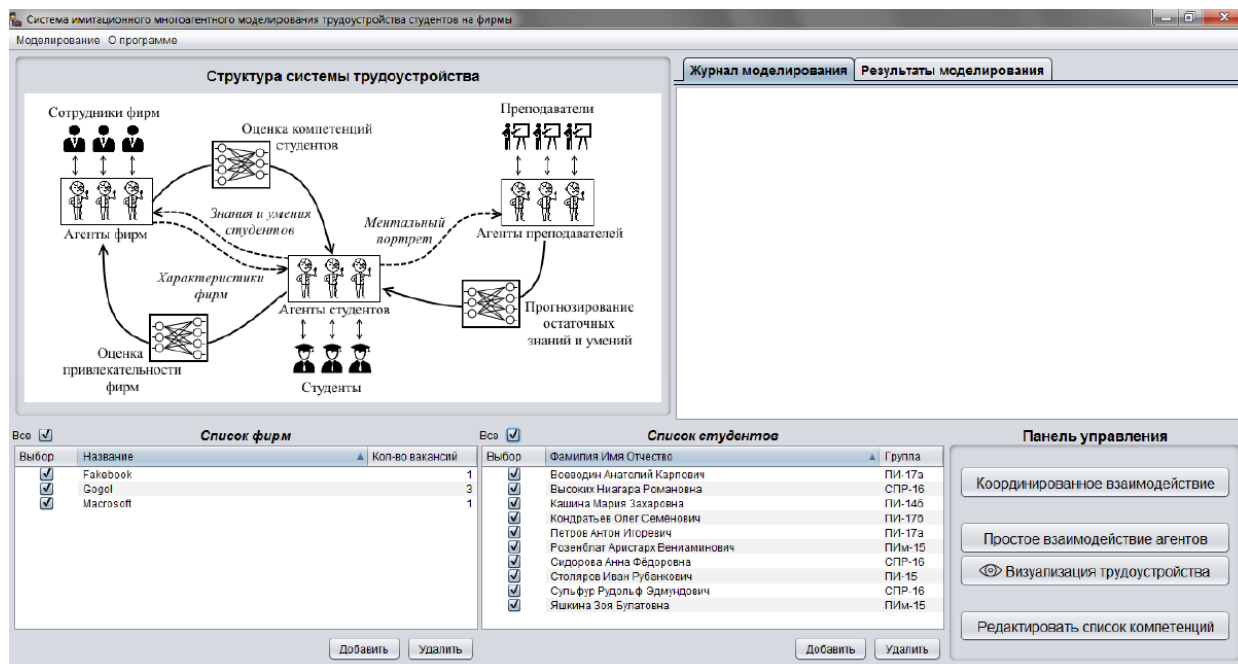 Система имитационного многоагентного моделирования трудоустройства студентов на фирмы
Моделирование О программе
Структура системы трудоустройства
Сотрудники фирм
Оценка компетенций
студентов
Преподаватели
Агенты фирм
Знания и умения
студентов
Ментальный
портрет
Агенты преподавателей
Характеристики
фирм
Агенты студентов
Прогнозирование
остаточных
знаний и умений
Оценка
привлекательности
фирм
Студенты
Журнал моделирования Результаты моделирования
Все Список фирм
Выбор Название Кол-во вакансий
Fakebook 1
Gogol 3
Macrosoft 1
Добавить Удалить
Все Список студентов
Выбор Фамилия Имя Отчество Группа
Воеводин Анатолий Карпович ПИ-17а
Высоких Ниагара Романовна СПР-16
Кашина Мария Захаровна ПИ-14б
Кондратьев Олег Семёнович ПИ-17б
Петров Антон Игоревич ПИ-17а
Розенблат Аристарх Вениаминович ПИм-15
Сидорова Анна Фёдоровна СПР-16
Столяров Иван Рубанкович ПИ-15
Сульфур Рудольф Эдмундович СПР-16
Яшкина Зоя Булатовна ПИм-15
Добавить Удалить
Панель управления
Координированное взаимодействие
Простое взаимодействие агентов
Визуализация трудоустройства
Редактировать список компетенций